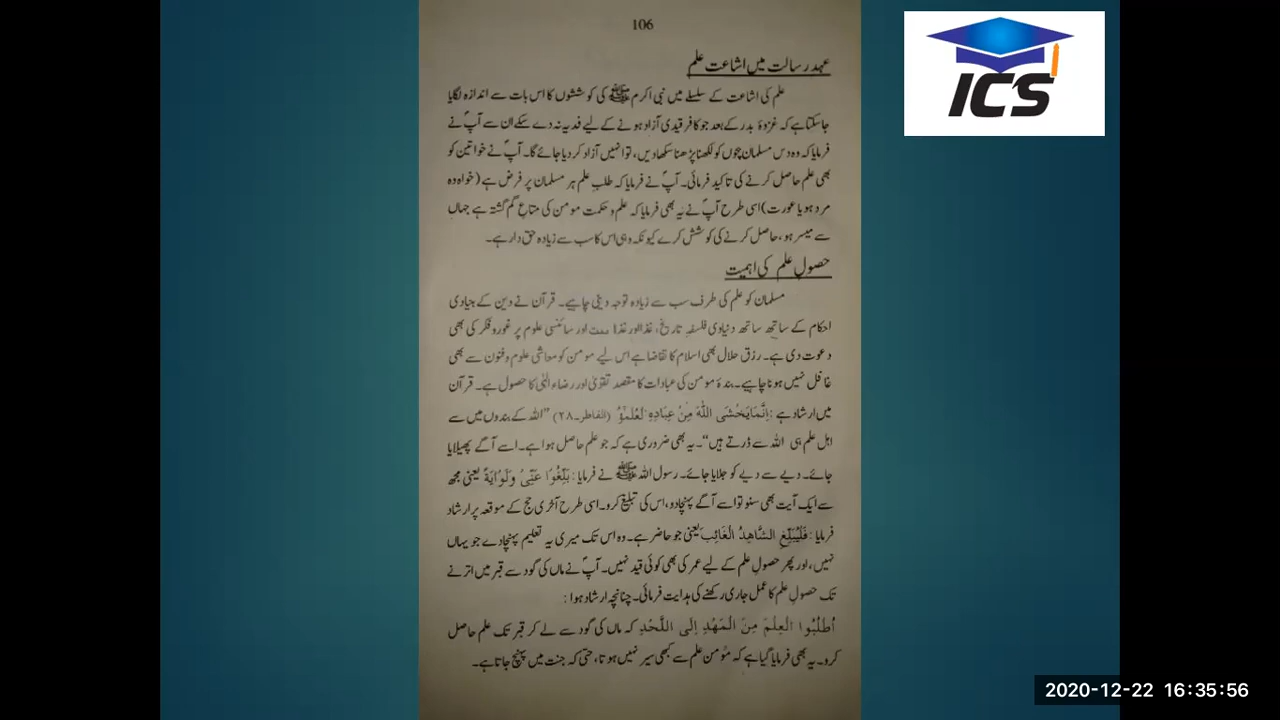 106
ICS
عہد رسالت میں اشاعت علم
علم کی اشاعت کے سلسلے میں نبی اکرم ﷺ کی کوششوں کا اس بات سے اندازہ لگایا
جاسکتا ہے کہ غزوۂ بدر کے بعد جو کافر قیدی آزاد ہونے کے لیے فدیہ نہ دے سکے ان سے آپؐ نے
فرمایا کہ وہ دس مسلمان بچوں کو لکھنا پڑھنا سکھا دیں، تو انہیں آزاد کر دیا جائے گا۔ آپؐ نے خواتین کو
بھی علم حاصل کرنے کی تاکید فرمائی۔ آپؐ نے فرمایا کہ طلبِ علم ہر مسلمان پر فرض ہے (خواہ وہ
مرد ہو یا عورت) اسی طرح آپؐ نے یہ بھی فرمایا کہ علم و حکمت مومن کی متاعِ گم گشتہ ہے جہاں
سے میسر ہو، حاصل کرنے کی کوشش کرے کیونکہ وہی اس کا سب سے زیادہ حق دار ہے۔
حصولِ علم کی اہمیت
مسلمان کو علم کی طرف سب سے زیادہ توجہ دینی چاہیے۔ قرآن نے دین کے بنیادی
احکام کے ساتھ ساتھ دنیاوی فلسفہ تاریخ، غذا اور اور سائنسی علوم پر غور و فکر کی بھی
دعوت دی ہے۔ رزق حلال بھی اسلام کا تقاضا ہے اس لیے مومن کو معاشی علوم و فنون سے بھی
غافل نہیں ہونا چاہیے۔ بندۂ مومن کی عبادات کا مقصد تقویٰ اور رضاء الٰہی کا حصول ہے۔ قرآن
میں ارشاد ہے: اِنَّمَا یَخْشَی اللّٰهَ مِنْ عِبَادِهِ الْعُلَمٰٓؤُ (الفاطر۔۲۸) "اللہ کے بندوں میں سے
اہل علم ہی اللہ سے ڈرتے ہیں"۔ یہ بھی ضروری ہے کہ جو علم حاصل ہوا ہے۔ اسے آگے پھیلایا
جائے۔ دیے سے دیے کو جلایا جائے۔ رسول اللہ ﷺ نے فرمایا: بَلِّغُوْا عَنِّیْ وَلَوْ اٰیَةً یعنی مجھ
سے ایک آیت بھی سنو تو اسے آگے پہنچا دو، اس کی تبلیغ کرو۔ اسی طرح آخری حج کے موقعہ پر ارشاد
فرمایا: فَلْیُبَلِّغِ الشَّاهِدُ الْغَائِبَ یعنی جو حاضر ہے۔ وہ اس تک میری یہ تعلیم پہنچا دے جو یہاں
نہیں، اور پھر حصولِ علم کے لیے عمر کی بھی کوئی قید نہیں۔ آپؐ نے ماں کی گود سے قبر میں اترنے
تک حصولِ علم کا عمل جاری رکھنے کی ہدایت فرمائی۔ چنانچہ ارشاد ہوا:
اُطْلُبُوا الْعِلْمَ مِنَ الْمَهْدِ اِلَی اللَّحْدِ کہ ماں کی گود سے لے کر قبر تک علم حاصل
کرو۔ یہ بھی فرمایا گیا ہے کہ مؤمن علم سے کبھی سیر نہیں ہوتا، حتیٰ کہ جنت میں پہنچ جاتا ہے۔
2020-12-22 16:35:56